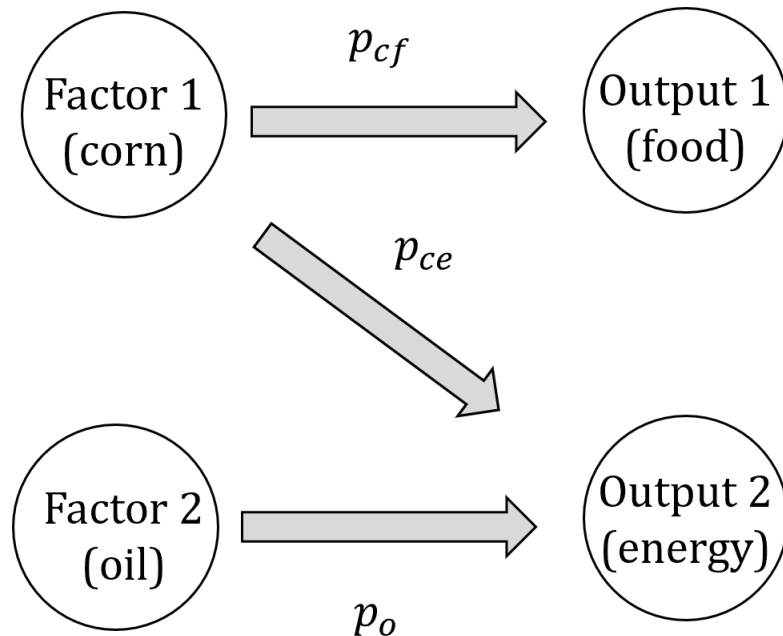 p_cf
Factor 1
(corn)
Output 1
(food)
p_ce
Factor 2
(oil)
Output 2
(energy)
p_o